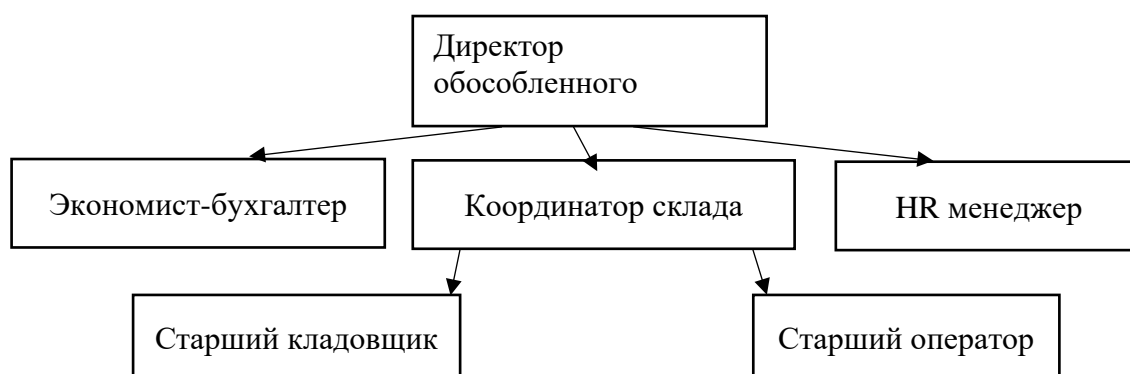 Директор
обособленного
Экономист-бухгалтер
Координатор склада
HR менеджер
Старший кладовщик
Старший оператор